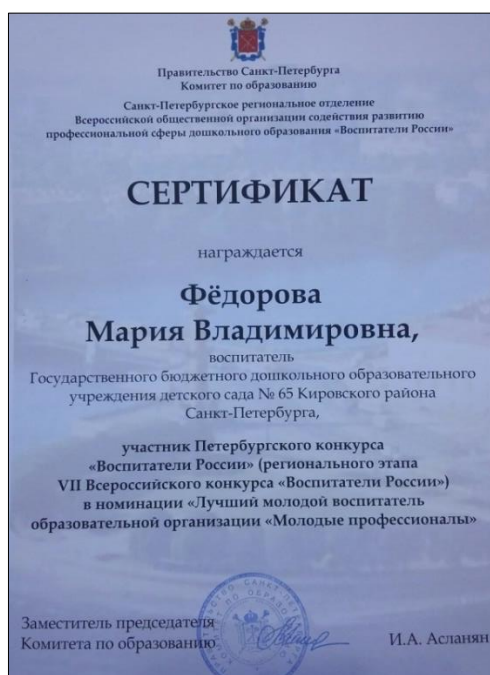 Правительство Санкт-Петербурга
Комитет по образованию
Санкт-Петербургское региональное отделение
Всероссийской общественной организации содействия развитию
профессиональной сферы дошкольного образования «Воспитатели России»
СЕРТИФИКАТ
награждается
Фёдорова
Мария Владимировна,
воспитатель
Государственного бюджетного дошкольного образовательного
учреждения детского сада № 65 Кировского района
Санкт-Петербурга,
участник Петербургского конкурса
«Воспитатели России» (регионального этапа
VII Всероссийского конкурса «Воспитатели России»)
в номинации «Лучший молодой воспитатель
образовательной организации «Молодые профессионалы»
Заместитель председателя
Комитета по образованию
И.А. Асланян